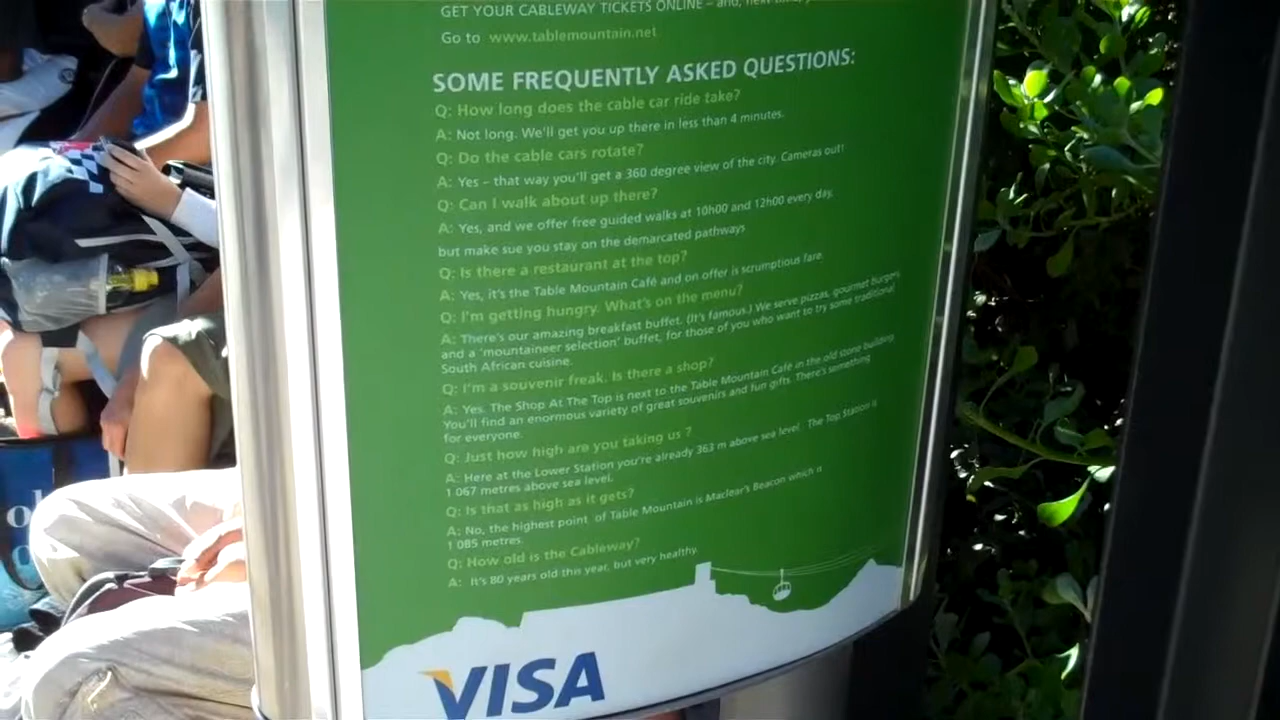 GET YOUR CABLEWAY TICKETS ONLINE – and, next
Go to www.tablemountain.net
SOME FREQUENTLY ASKED QUESTIONS:
Q: How long does the cable car ride take?
A: Not long. We'll get you up there in less than 4 minutes.
Q: Do the cable cars rotate?
A: Yes – that way you'll get a 360 degree view of the city. Cameras out!
Q: Can I walk about up there?
A: Yes, and we offer free guided walks at 10h00 and 12h00 every day,
but make sue you stay on the demarcated pathways
Q: Is there a restaurant at the top?
A: Yes, it's the Table Mountain Café and on offer is scrumptious fare.
Q: I'm getting hungry. What's on the menu?
A: There's our amazing breakfast buffet. (It's famous.) We serve pizzas, gourmet burgers
and a 'mountaineer selection' buffet, for those of you who want to try some traditional
South African cuisine.
Q: I'm a souvenir freak. Is there a shop?
A: Yes. The Shop At The Top is next to the Table Mountain Café in the old stone building
You'll find an enormous variety of great souvenirs and fun gifts. There's something
for everyone.
Q: Just how high are you taking us ?
A: Here at the Lower Station you're already 363 m above sea level. The Top Station is
1 067 metres above sea level.
Q: Is that as high as it gets?
A: No, the highest point of Table Mountain is Maclear's Beacon which is
1 085 metres.
Q: How old is the Cableway?
A: It's 80 years old this year, but very healthy.
VISA